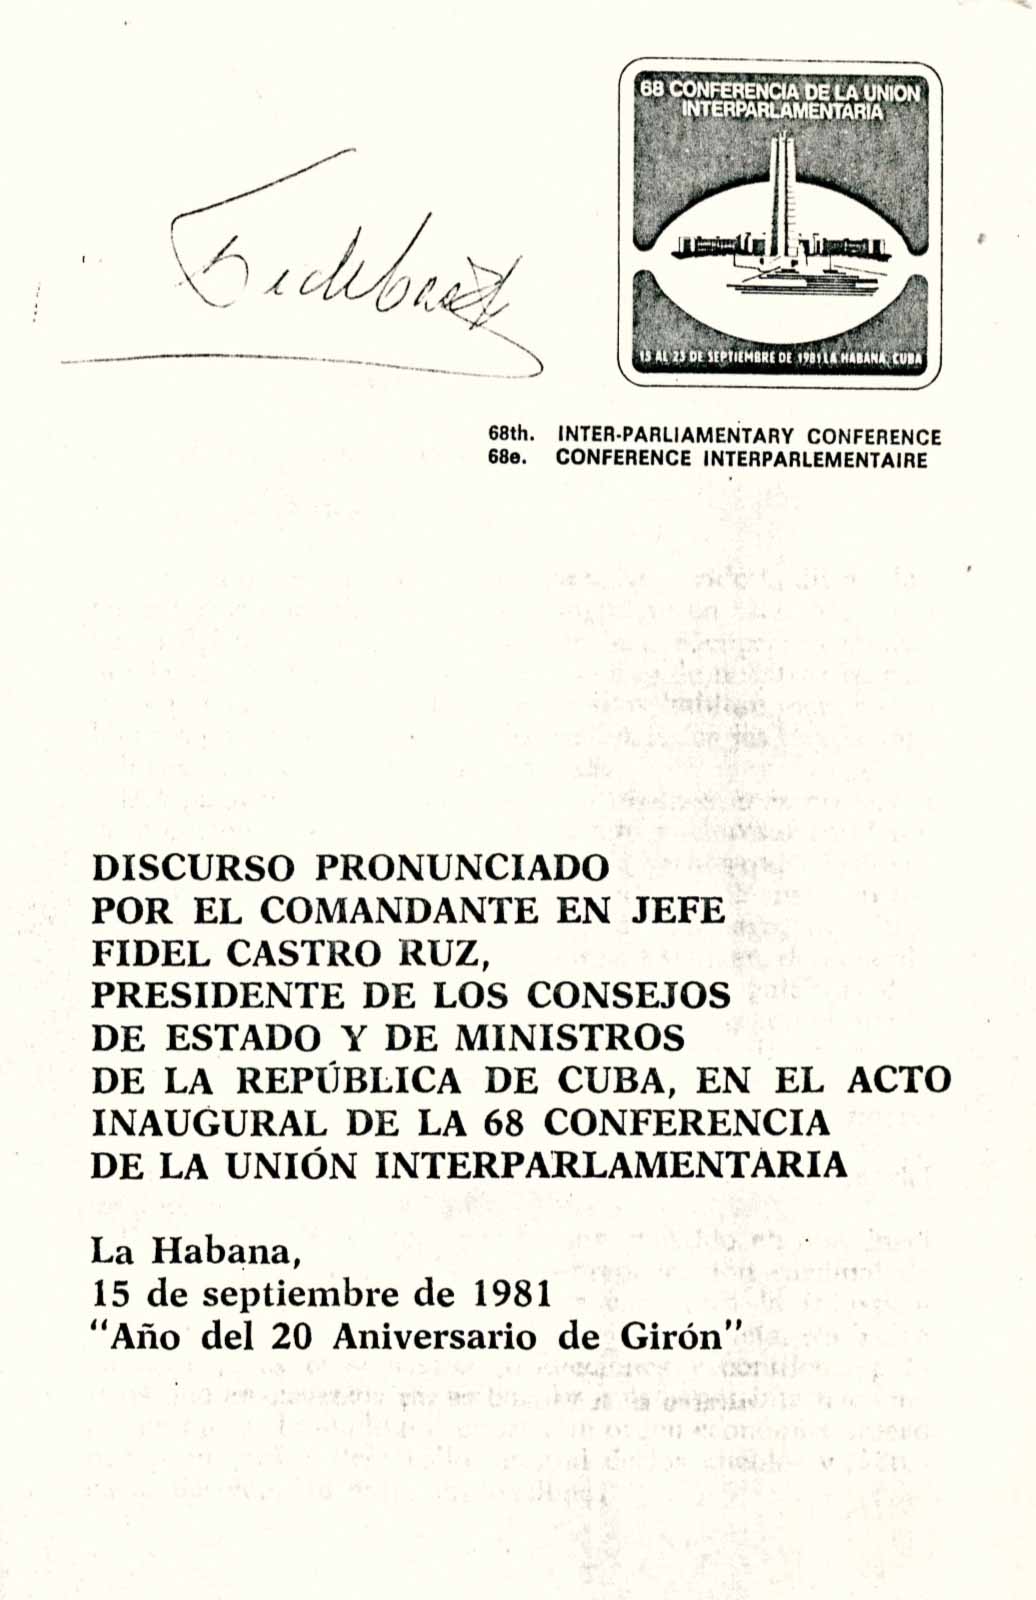 68 CONFERENCIA DE LA UNION
INTERPARLAMENTARIA
15 AL 23 DE SEPTIEMBRE DE 1981 LA HABANA, CUBA
68th. INTER-PARLIAMENTARY CONFERENCE
68e. CONFERENCE INTERPARLEMENTAIRE
DISCURSO PRONUNCIADO
POR EL COMANDANTE EN JEFE
FIDEL CASTRO RUZ,
PRESIDENTE DE LOS CONSEJOS
DE ESTADO Y DE MINISTROS
DE LA REPÚBLICA DE CUBA, EN EL ACTO
INAUGURAL DE LA 68 CONFERENCIA
DE LA UNIÓN INTERPARLAMENTARIA
La Habana,
15 de septiembre de 1981
"Año del 20 Aniversario de Girón"